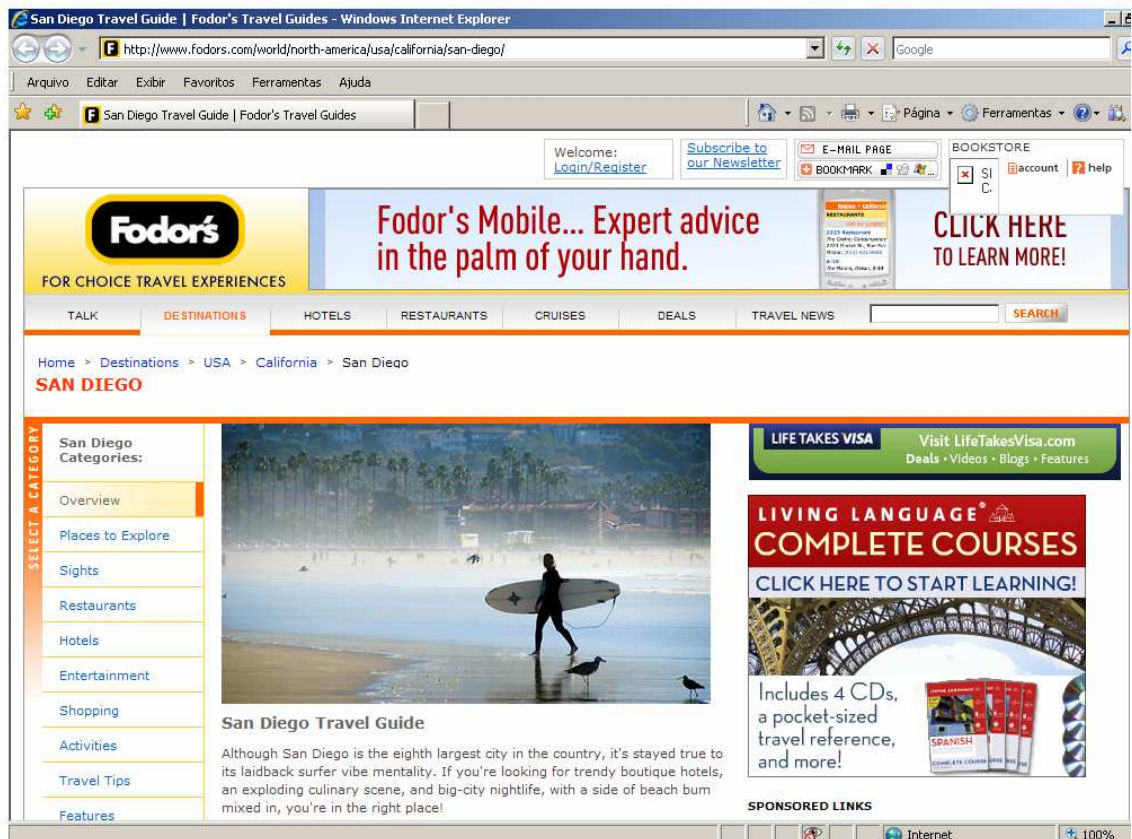 San Diego Travel Guide | Fodor's Travel Guides - Windows Internet Explorer
http://www.fodors.com/world/north-america/usa/california/san-diego/
Google
Arquivo Editar Exibir Favoritos Ferramentas Ajuda
San Diego Travel Guide | Fodor's Travel Guides
Página Ferramentas
Welcome:
Login/Register
Subscribe to
our Newsletter
E-MAIL PAGE
BOOKMARK
BOOKSTORE
SI
C.
account
help
Fodor's
FOR CHOICE TRAVEL EXPERIENCES
Fodor's Mobile... Expert advice
in the palm of your hand.
RESTAURANTS
CLICK HERE
TO LEARN MORE!
TALK DESTINATIONS HOTELS RESTAURANTS CRUISES DEALS TRAVEL NEWS SEARCH
Home > Destinations > USA > California > San Diego
SAN DIEGO
SELECT A CATEGORY
San Diego
Categories:
Overview
Places to Explore
Sights
Restaurants
Hotels
Entertainment
Shopping
Activities
Travel Tips
Features
San Diego Travel Guide
Although San Diego is the eighth largest city in the country, it's stayed true to
its laidback surfer vibe mentality. If you're looking for trendy boutique hotels,
an exploding culinary scene, and big-city nightlife, with a side of beach bum
mixed in, you're in the right place!
LIFE TAKES VISA
Visit LifeTakesVisa.com
Deals • Videos • Blogs • Features
LIVING LANGUAGE®
COMPLETE COURSES
CLICK HERE TO START LEARNING!
Includes 4 CDs,
a pocket-sized
travel reference,
and more!
LIVING LANGUAGE
SPANISH
COMPLETE COURSE
SPONSORED LINKS
Internet
100%